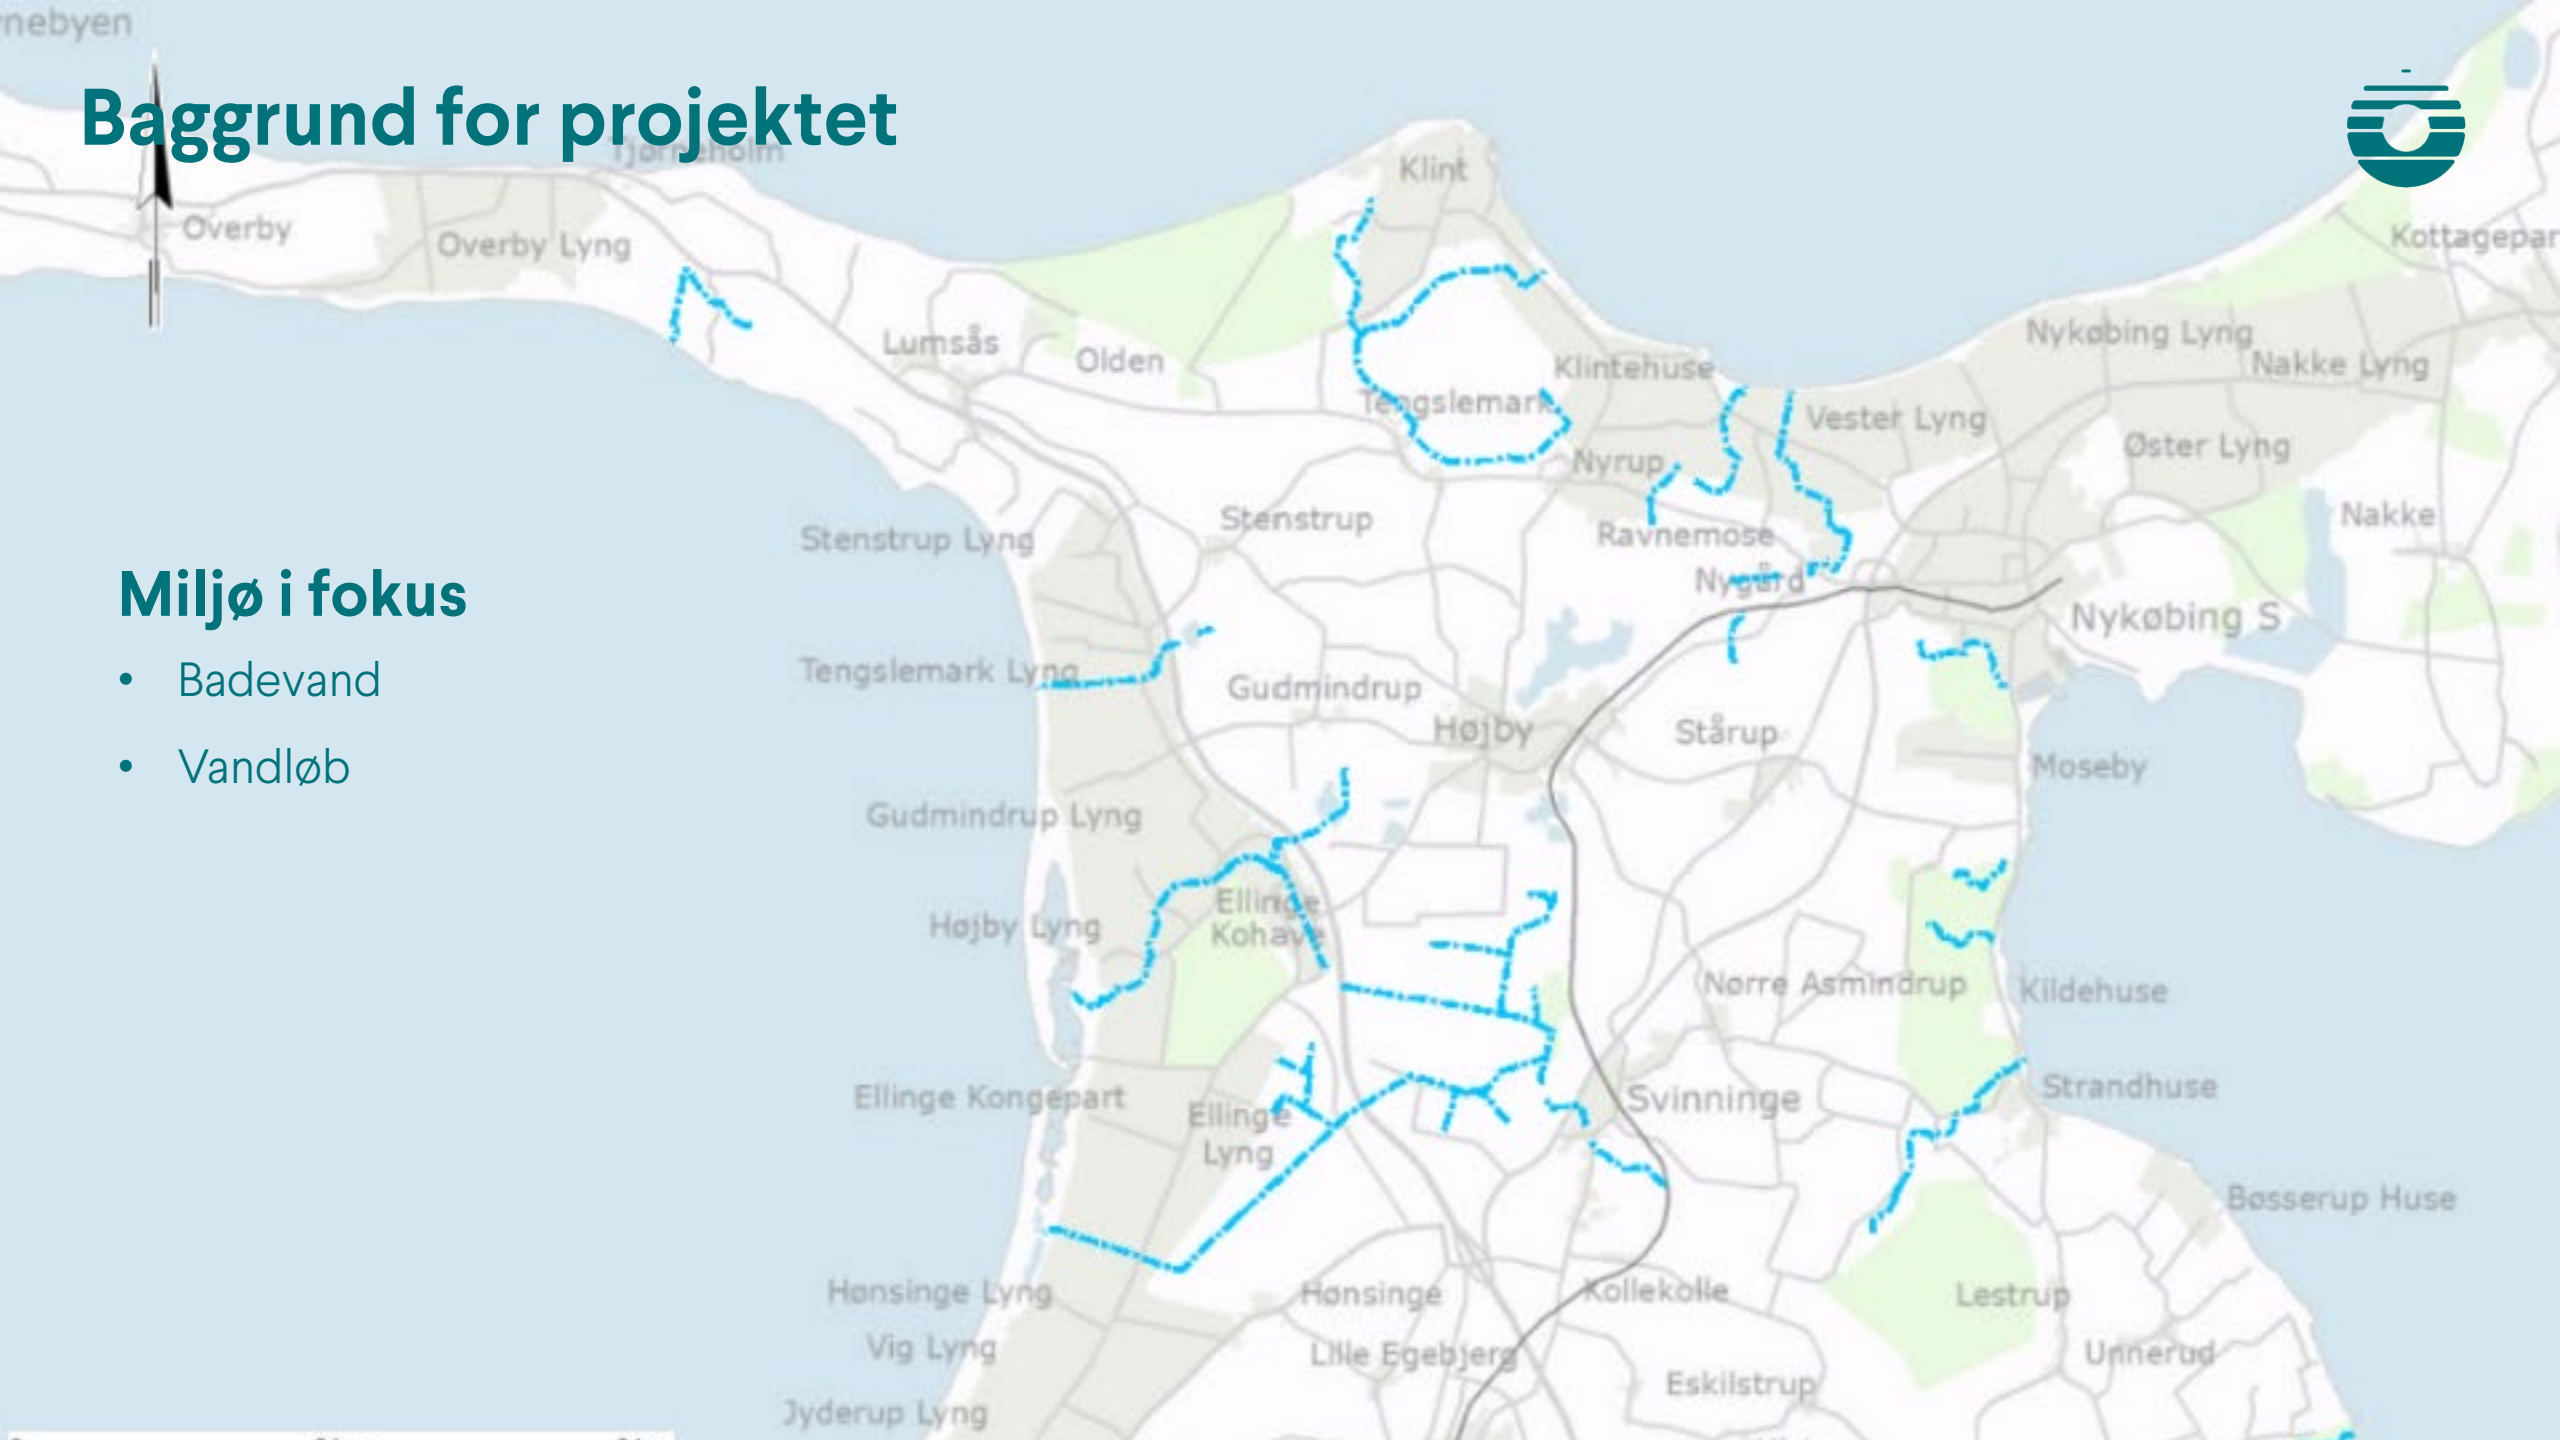 Baggrund for projektet
Tjørneholm
Klint
Overby
Overby Lyng
Kottagepar
Lumsås
Olden
Klintehuse
Nykøbing Lyng
Nakke Lyng
Tengslemark
Vester Lyng
Øster Lyng
Nyrup
Stenstrup
Nakke
Stenstrup Lyng
Ravnemose
Nygård
Miljø i fokus
• Badevand
• Vandløb
Nykøbing S
Tengslemark Lyng
Gudmindrup
Højby
Stårup
Moseby
Gudmindrup Lyng
Ellinge
Kohave
Højby Lyng
Nørre Asmindrup
Kildehuse
Ellinge Kongepart
Ellinge
Lyng
Svinninge
Strandhuse
Bøsserup Huse
Hønsinge Lyng
Hønsinge
Kollekolle
Lestrup
Vig Lyng
Lille Egebjerg
Unnerud
Eskilstrup
Jyderup Lyng